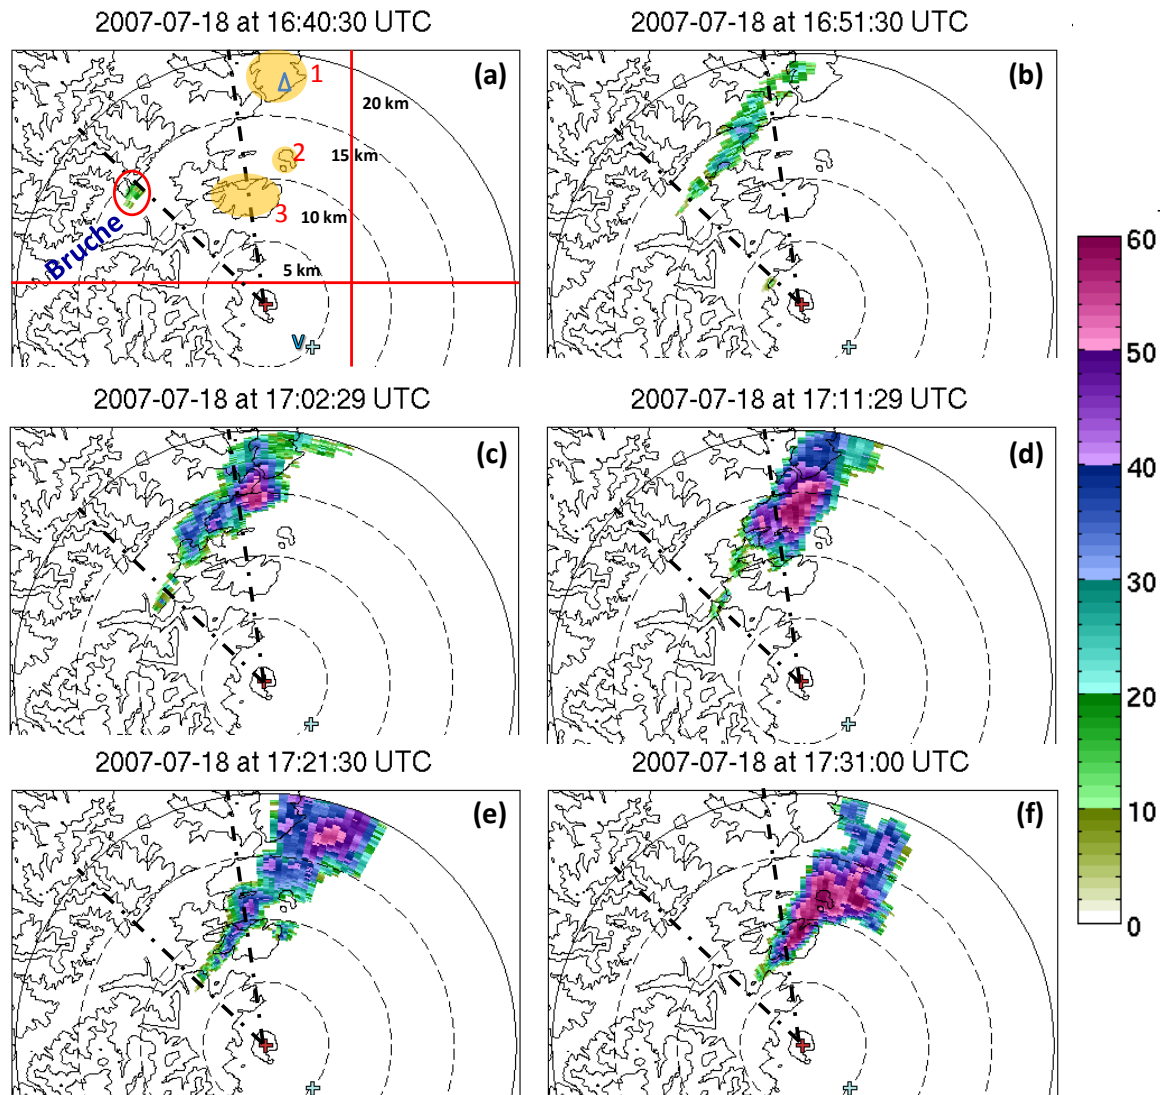 2007-07-18 at 16:40:30 UTC
2007-07-18 at 16:51:30 UTC
(a)
1
20 km
2
15 km
3
10 km
Bruche
5 km
V
(b)
60
50
40
30
20
10
0
2007-07-18 at 17:02:29 UTC
2007-07-18 at 17:11:29 UTC
(c)
(d)
2007-07-18 at 17:21:30 UTC
2007-07-18 at 17:31:00 UTC
(e)
(f)